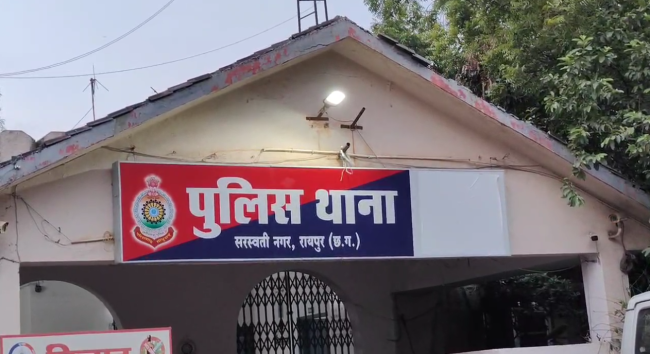 पुलिस थाना
सरस्वती नगर, रायपुर (छ.ग.)